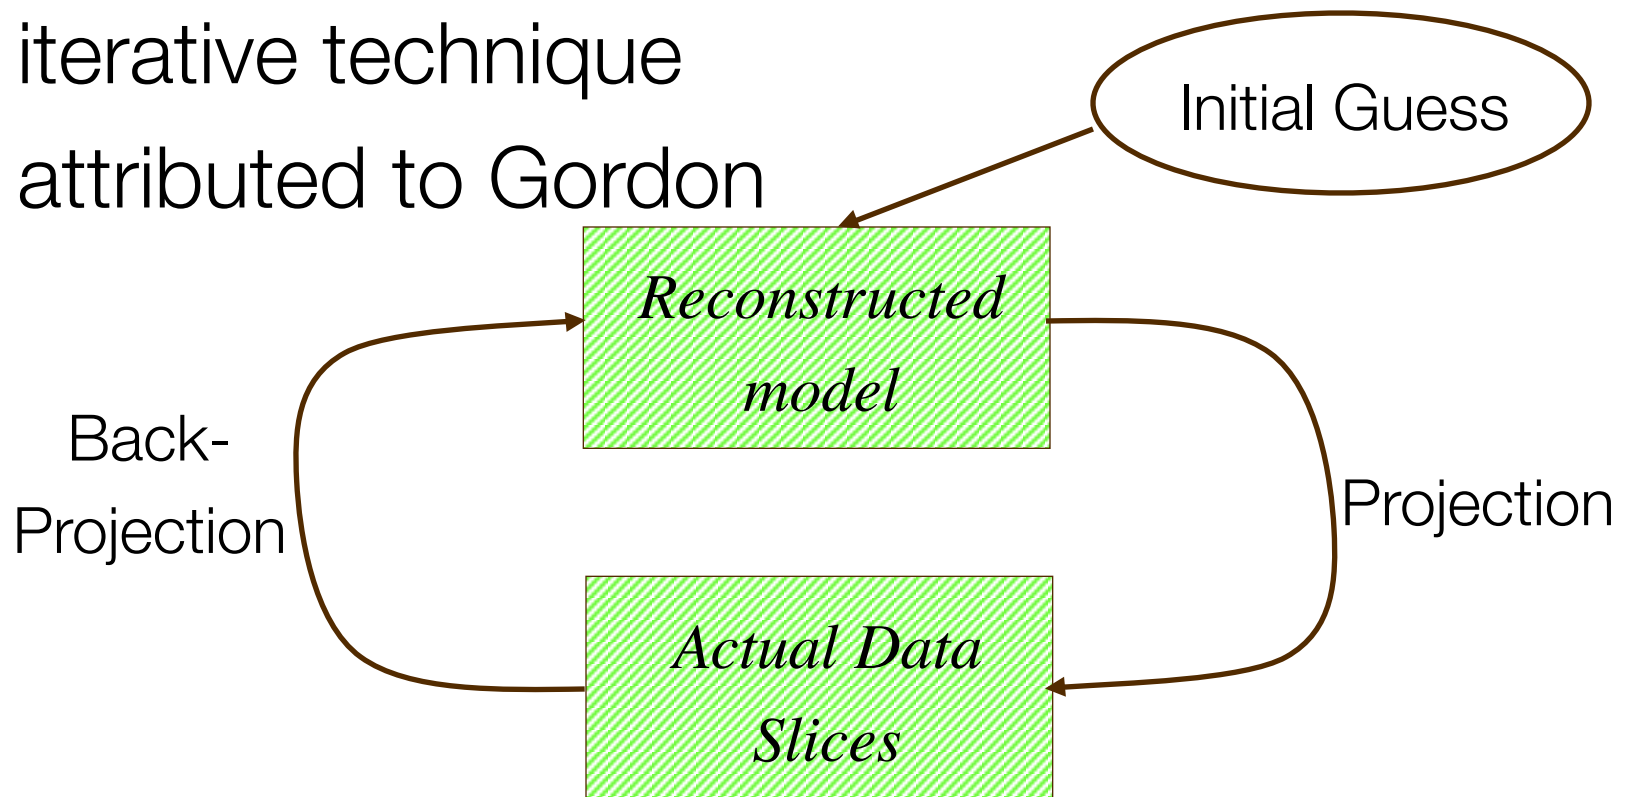 iterative technique
attributed to Gordon
Initial Guess
Reconstructed
model
Back-
Projection
Projection
Actual Data
Slices